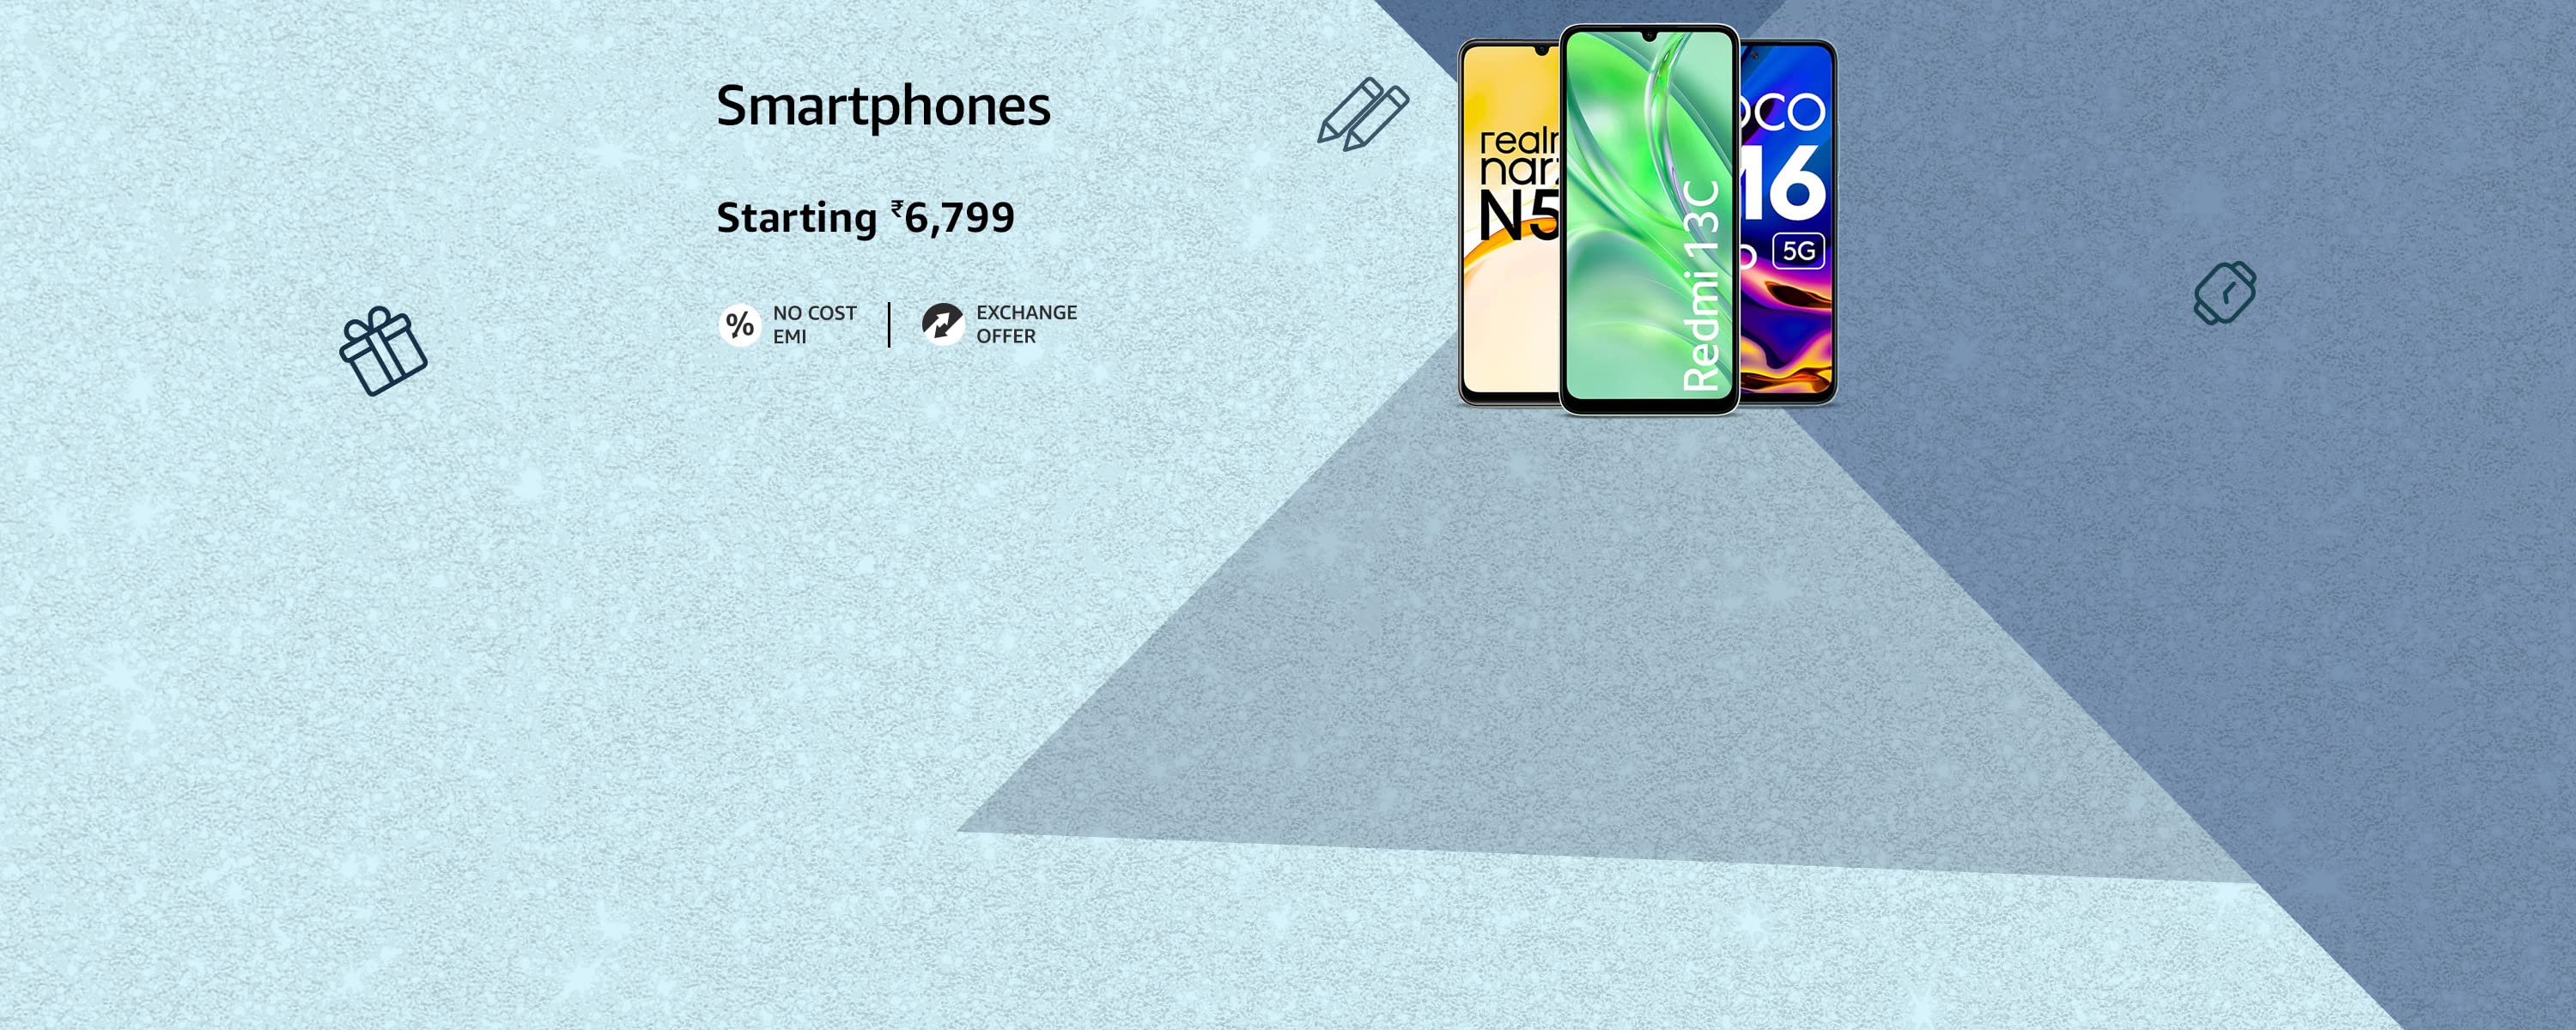 Smartphones
Starting ₹6,799
% NO COST
EMI
EXCHANGE
OFFER
Redmi 13C
5G